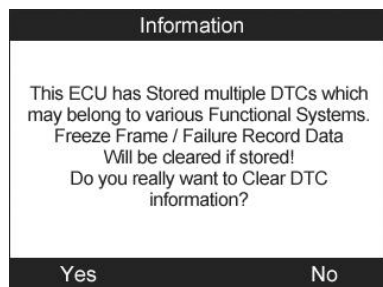 Information
This ECU has Stored multiple DTCs which
may belong to various Functional Systems.
Freeze Frame / Failure Record Data
Will be cleared if stored!
Do you really want to Clear DTC
information?
Yes No